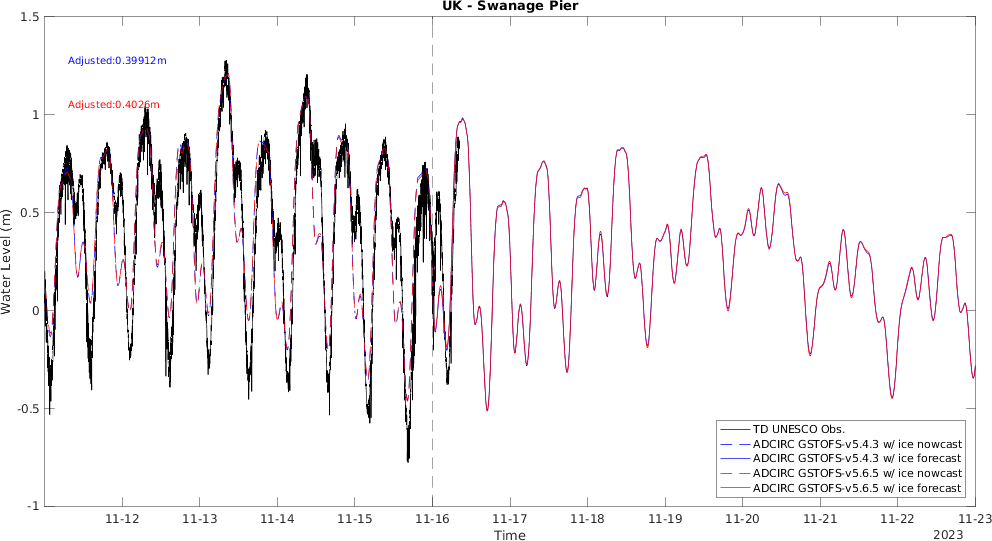 UK - Swanage Pier
Water Level (m)
1.5
1
0.5
0
-0.5
-1
Adjusted:0.39912m
Adjusted:0.4026m
TD UNESCO Obs.
ADCIRC GSTOFS-v5.4.3 w/ ice nowcast
ADCIRC GSTOFS-v5.4.3 w/ ice forecast
ADCIRC GSTOFS-v5.6.5 w/ ice nowcast
ADCIRC GSTOFS-v5.6.5 w/ ice forecast
11-12 11-13 11-14 11-15 11-16 11-17 11-18 11-19 11-20 11-21 11-22 11-23
Time
2023